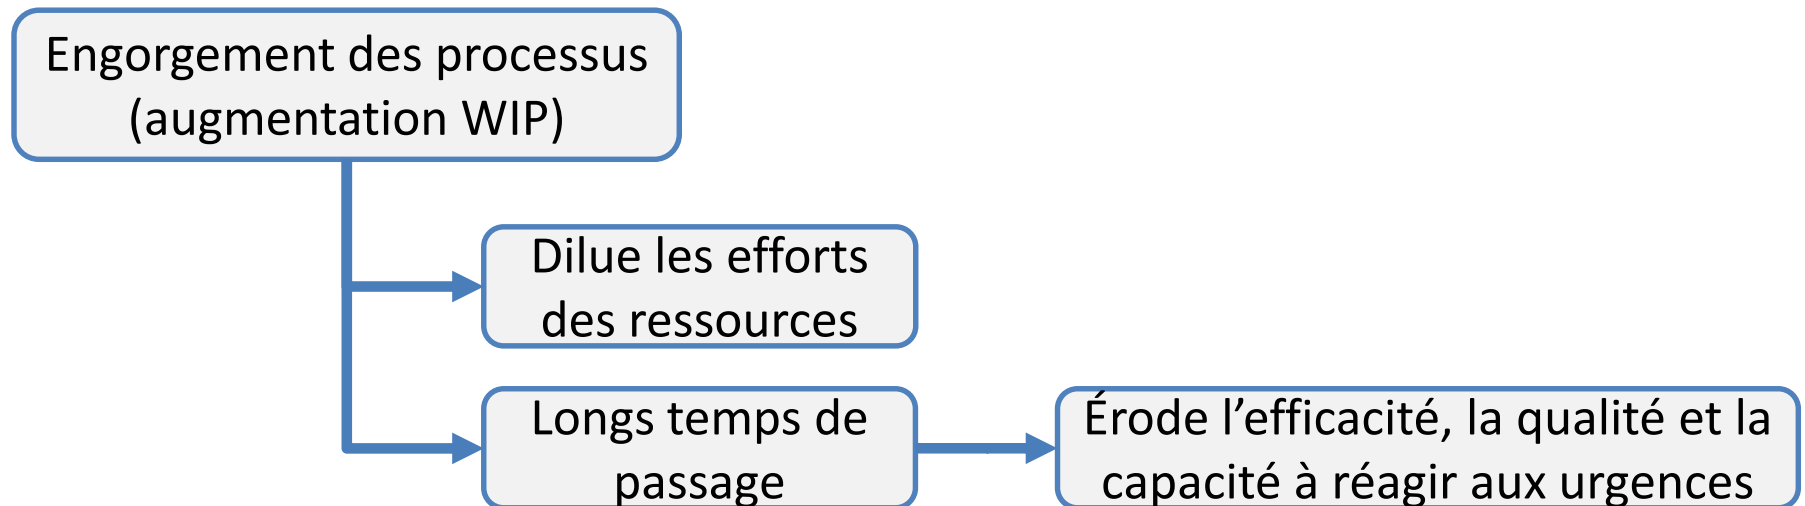 Engorgement des processus
(augmentation WIP)
Dilue les efforts
des ressources
Longs temps de
passage
Érode l’efficacité, la qualité et la
capacité à réagir aux urgences